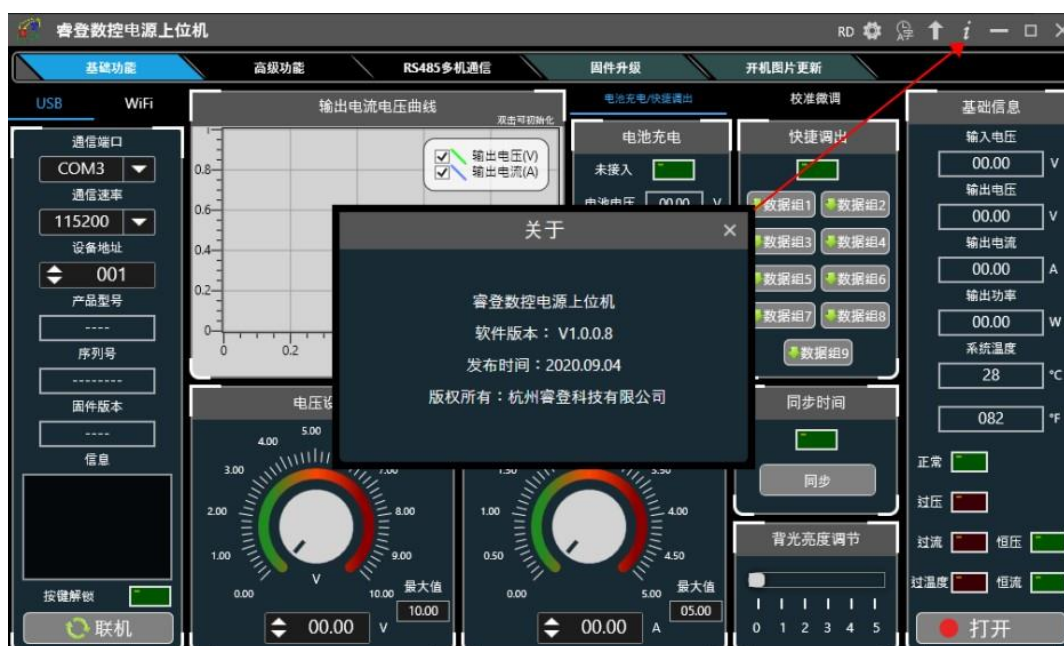 睿登数控电源上位机
RD
基础功能
高级功能
RS485多机通信
固件升级
开机图片更新
USB
WiFi
通信端口
COM3
通信速率
115200
设备地址
001
产品型号
----
序列号
--------
固件版本
----
信息
按键解锁
联机
输出电流电压曲线
双击可初始化
输出电压(V)
输出电流(A)
1
0.8
0.6
0.4
0.2
0
0
0.2
电池充电/快捷调出
校准微调
电池充电
未接入
电池电压
00.00
V
快捷调出
数据组1
数据组2
数据组3
数据组4
数据组5
数据组6
数据组7
数据组8
数据组9
关于
睿登数控电源上位机
软件版本： V1.0.0.8
发布时间：2020.09.04
版权所有：杭州睿登科技有限公司
电压设
0.00
1.00
2.00
3.00
4.00
5.00
7.00
8.00
9.00
10.00
V
最大值
10.00
00.00
V
0.00
0.50
1.00
1.50
3.50
4.00
4.50
5.00
A
最大值
05.00
00.00
A
同步时间
同步
背光亮度调节
0 1 2 3 4 5
基础信息
输入电压
00.00 V
输出电压
00.00 V
输出电流
00.00 A
输出功率
00.00 W
系统温度
28 °C
082 °F
正常
过压
过流
恒压
过温度
恒流
打开